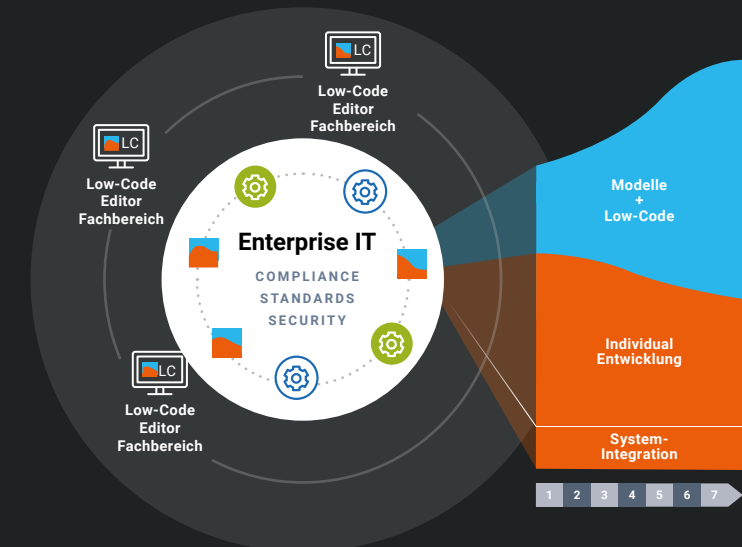 LC
Low-Code
Editor
Fachbereich
LC
Low-Code
Editor
Fachbereich
Enterprise IT
COMPLIANCE
STANDARDS
SECURITY
LC
Low-Code
Editor
Fachbereich
Modelle
+
Low-Code
Individual
Entwicklung
System-
Integration
1 2 3 4 5 6 7